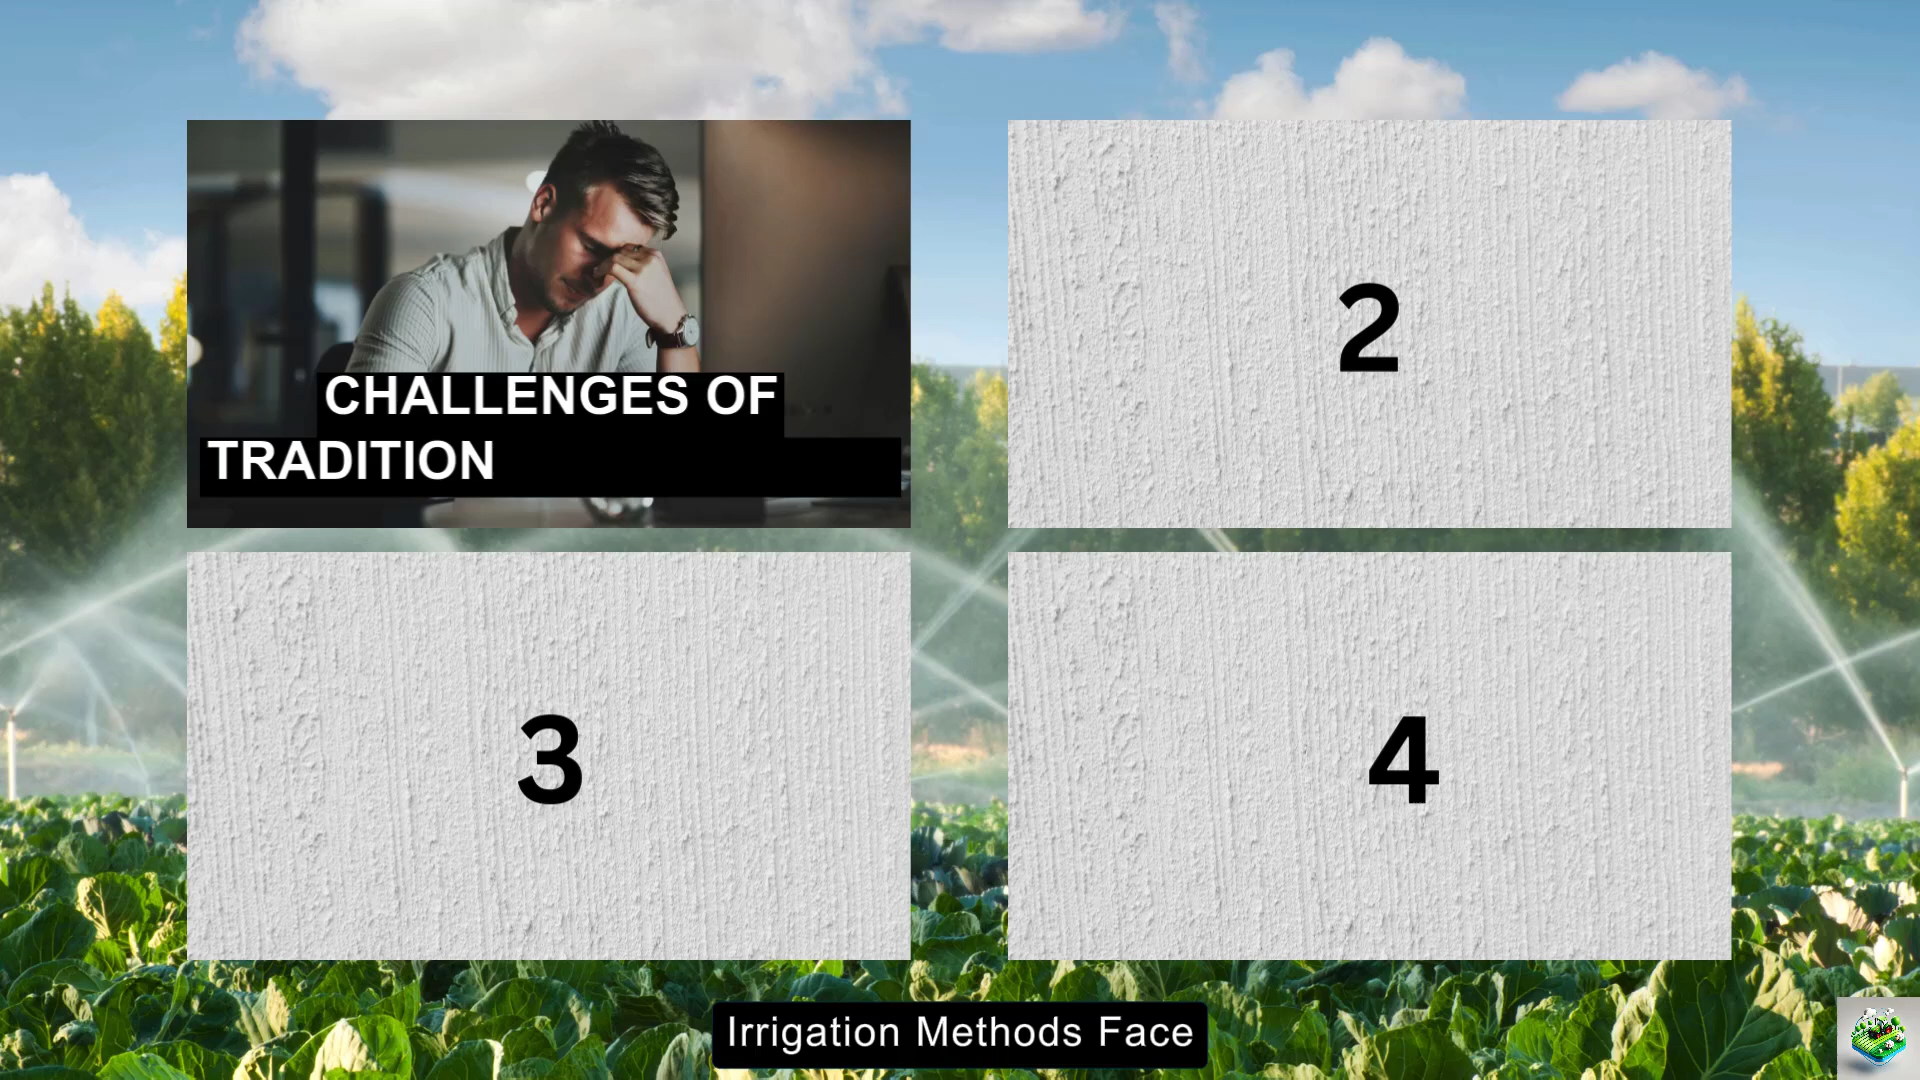 CHALLENGES OF
TRADITION
2
3
4
Irrigation Methods Face